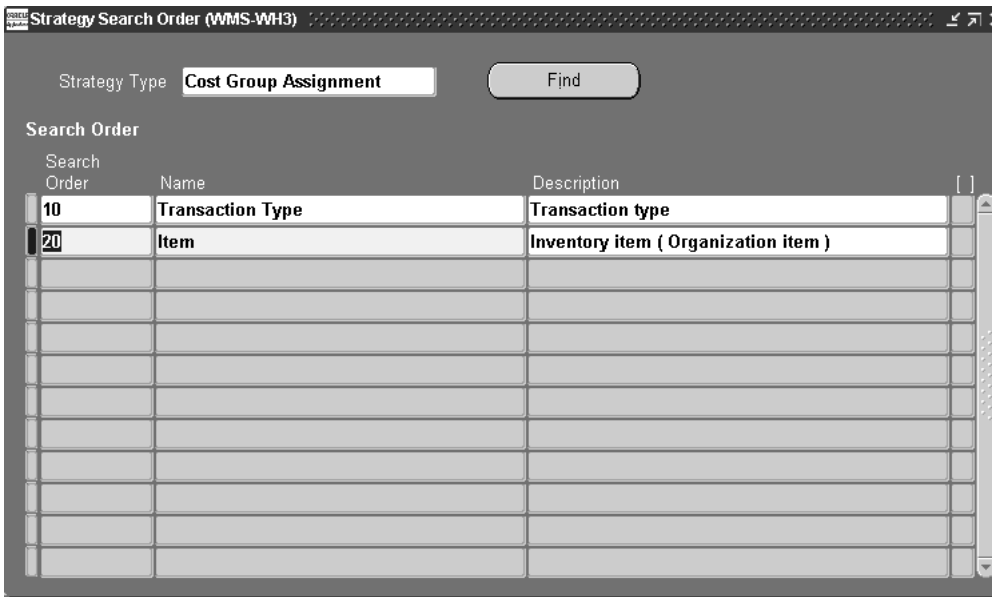 Strategy Search Order (WMS-WH3)
Strategy Type Cost Group Assignment Find
Search Order
Search
Order Name Description [ ]
10 Transaction Type Transaction type
20 Item Inventory item ( Organization item )